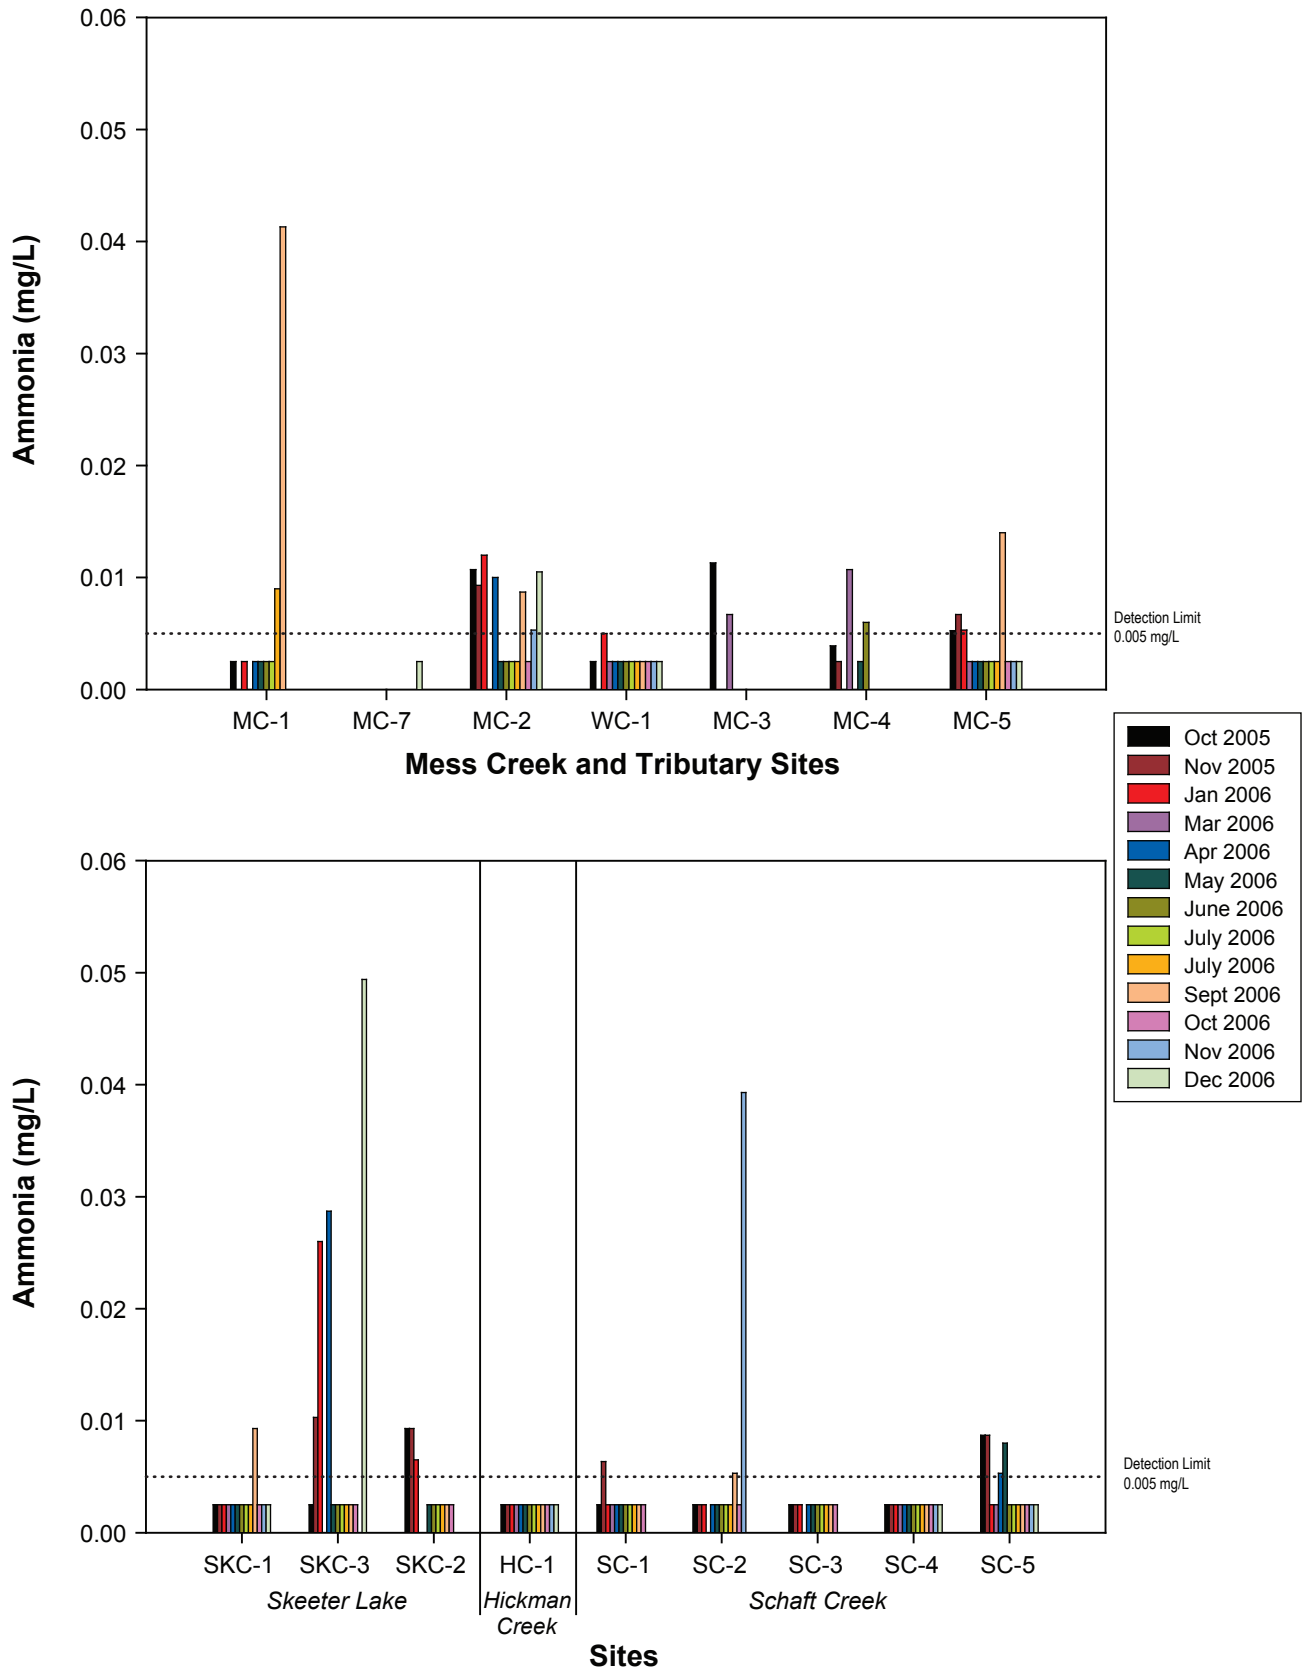 0.06
0.05
0.04
0.03
0.02
0.01
0.00
Ammonia (mg/L)
Detection Limit
0.005 mg/L
MC-1 MC-7 MC-2 WC-1 MC-3 MC-4 MC-5
Mess Creek and Tributary Sites
Oct 2005
Nov 2005
Jan 2006
Mar 2006
Apr 2006
May 2006
June 2006
July 2006
July 2006
Sept 2006
Oct 2006
Nov 2006
Dec 2006
0.06
0.05
0.04
0.03
0.02
0.01
0.00
Ammonia (mg/L)
Detection Limit
0.005 mg/L
SKC-1 SKC-3 SKC-2 HC-1 SC-1 SC-2 SC-3 SC-4 SC-5
Skeeter Lake Hickman Schaft Creek
Creek
Sites